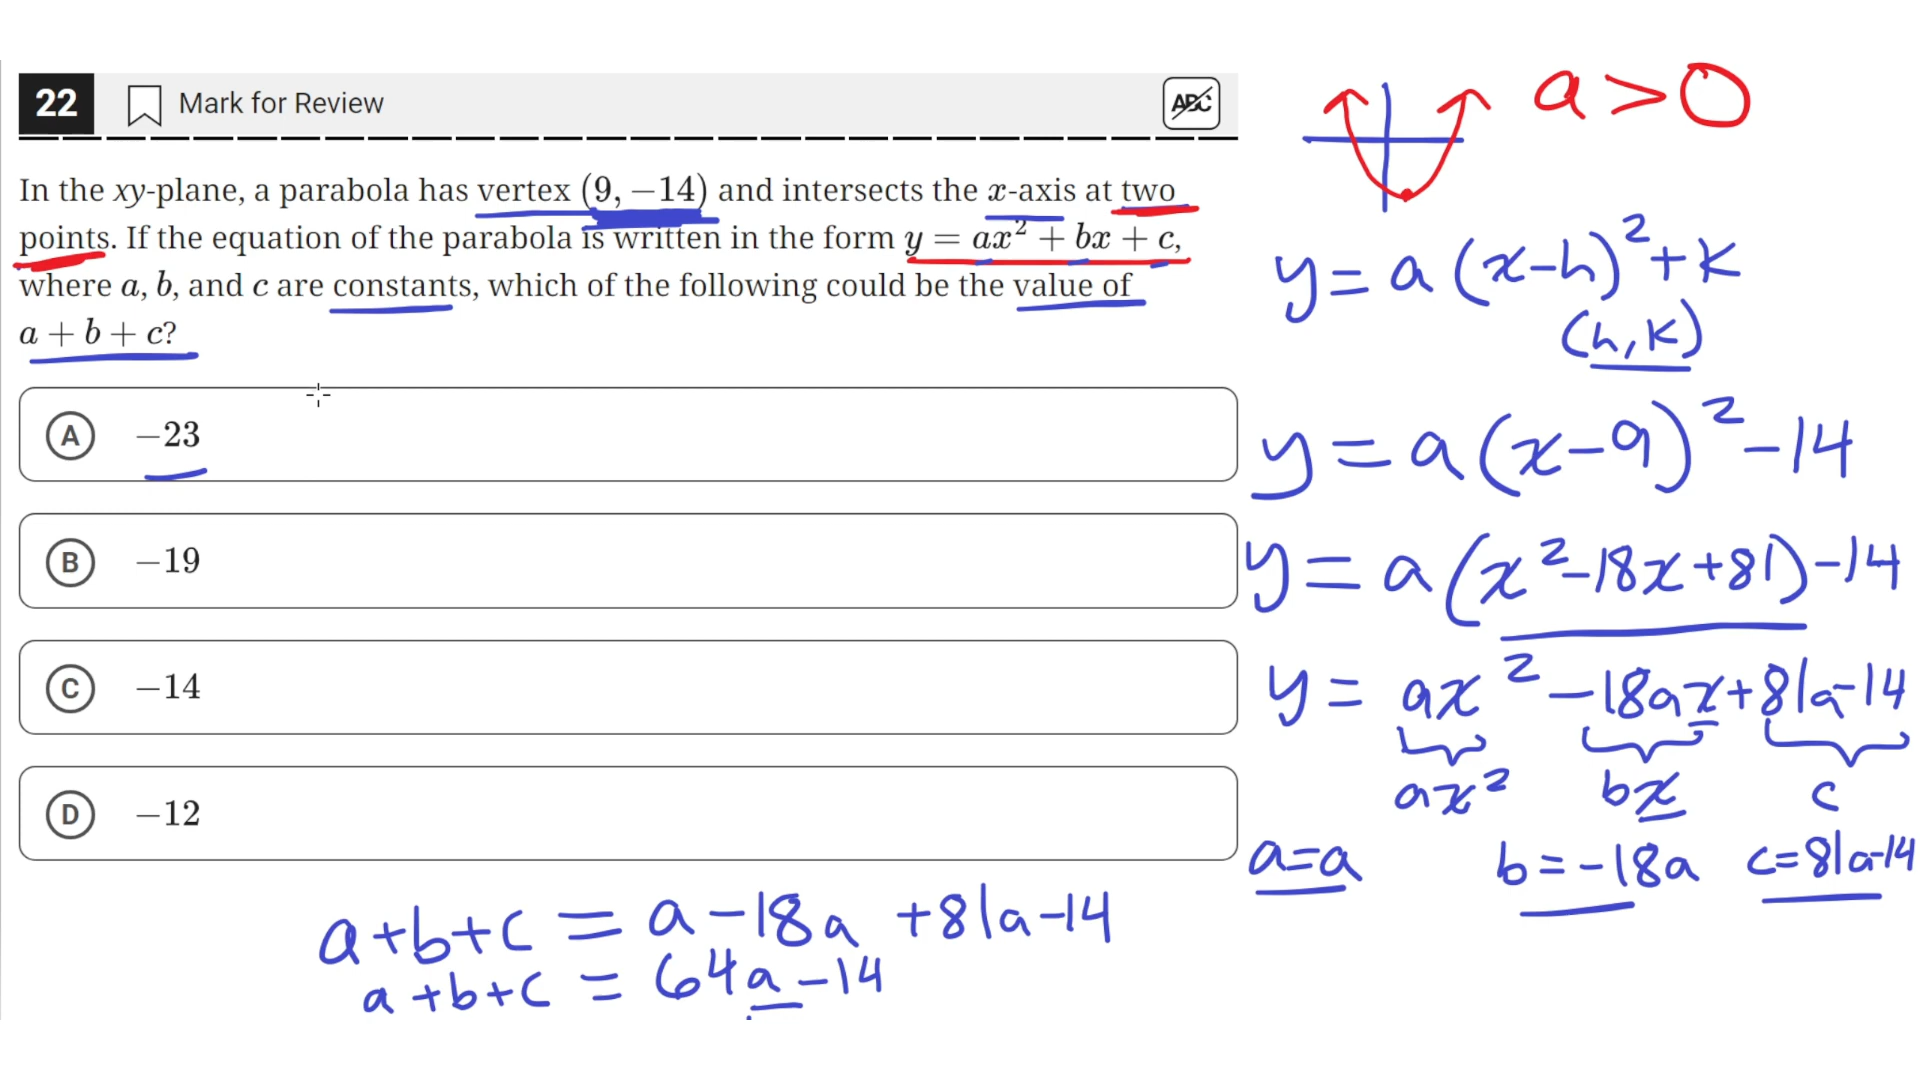 22 Mark for Review ABC
In the xy-plane, a parabola has vertex (9, −14) and intersects the x-axis at two
points. If the equation of the parabola is written in the form y = ax² + bx + c,
where a, b, and c are constants, which of the following could be the value of
a + b + c?
A −23
B −19
C −14
D −12
a > 0
y = a(x-h)² + k
(h, k)
y = a(x-9)² - 14
y = a(x² - 18x + 81) - 14
y = ax² - 18ax + 81a - 14
ax² bx c
a = a b = -18a c = 81a - 14
a + b + c = a - 18a + 81a - 14
a + b + c = 64a - 14